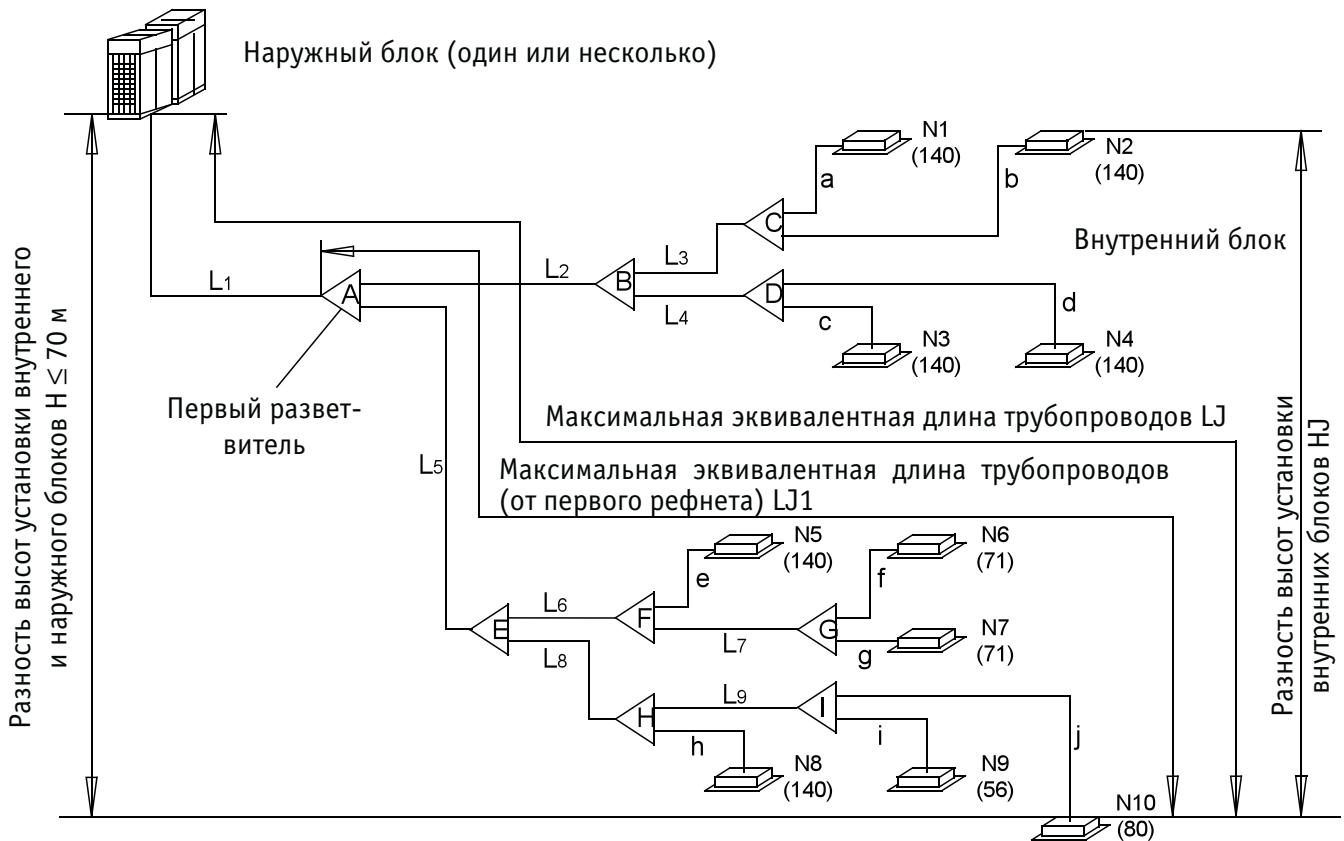 Наружный блок (один или несколько)
N1
(140)
N2
(140)
a
b
C
Внутренний блок
L1
A
L2
B
L3
L4
D
c
d
N3
(140)
N4
(140)
Первый развет-
витель
Максимальная эквивалентная длина трубопроводов LJ
Максимальная эквивалентная длина трубопроводов
(от первого рефнета) LJ1
L5
N5
(140)
N6
(71)
e
f
E
L6
F
L7
G
g
N7
(71)
L8
H
L9
I
h
i
j
N8
(140)
N9
(56)
N10
(80)
Разность высот установки внутреннего
и наружного блоков H ≤ 70 м
Разность высот установки
внутренних блоков HJ